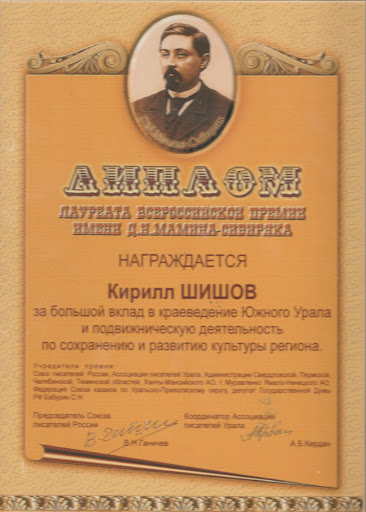 Д.Н. Мамин-Сибиряк
ДИПЛОМ
ЛАУРЕАТА ВСЕРОССИЙСКОЙ ПРЕМИИ
ИМЕНИ Д.Н.МАМИНА-СИБИРЯКА
НАГРАЖДАЕТСЯ
Кирилл ШИШОВ
за большой вклад в краеведение Южного Урала
и подвижническую деятельность
по сохранению и развитию культуры региона.
Учредители премии:
Союз писателей России, Ассоциация писателей Урала, Администрации Свердловской, Пермской,
Челябинской, Тюменской областей, Ханты-Мансийского АО, г. Муравленко Ямало-Ненецкого АО,
Федерация Союза казаков по Уральско-Приволжскому округу, депутат Государственной Думы
РФ Бабурин С.Н.
Председатель Союза
писателей России
В.Н.Ганичев
Координатор Ассоциации
писателей Урала
А.Б.Кердан